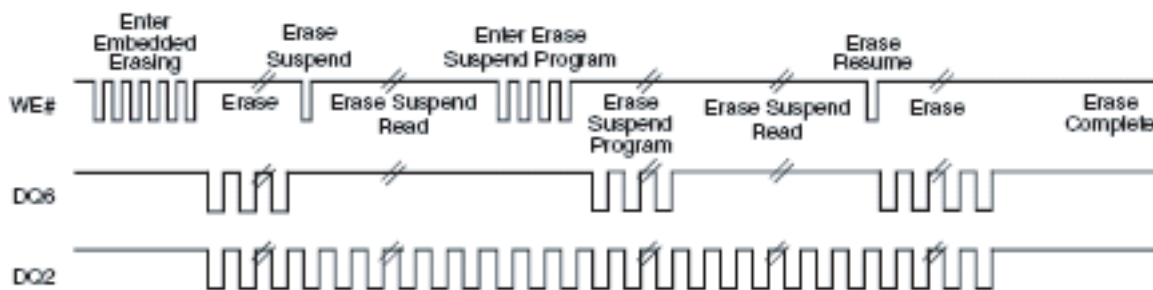 Enter
Embedded
Erasing
Erase
Suspend
Enter Erase
Suspend Program
Erase
Resume
WE#
Erase
Erase Suspend
Read
Erase
Suspend
Program
Erase Suspend
Read
Erase
Erase
Complete
DQ6
DQ2